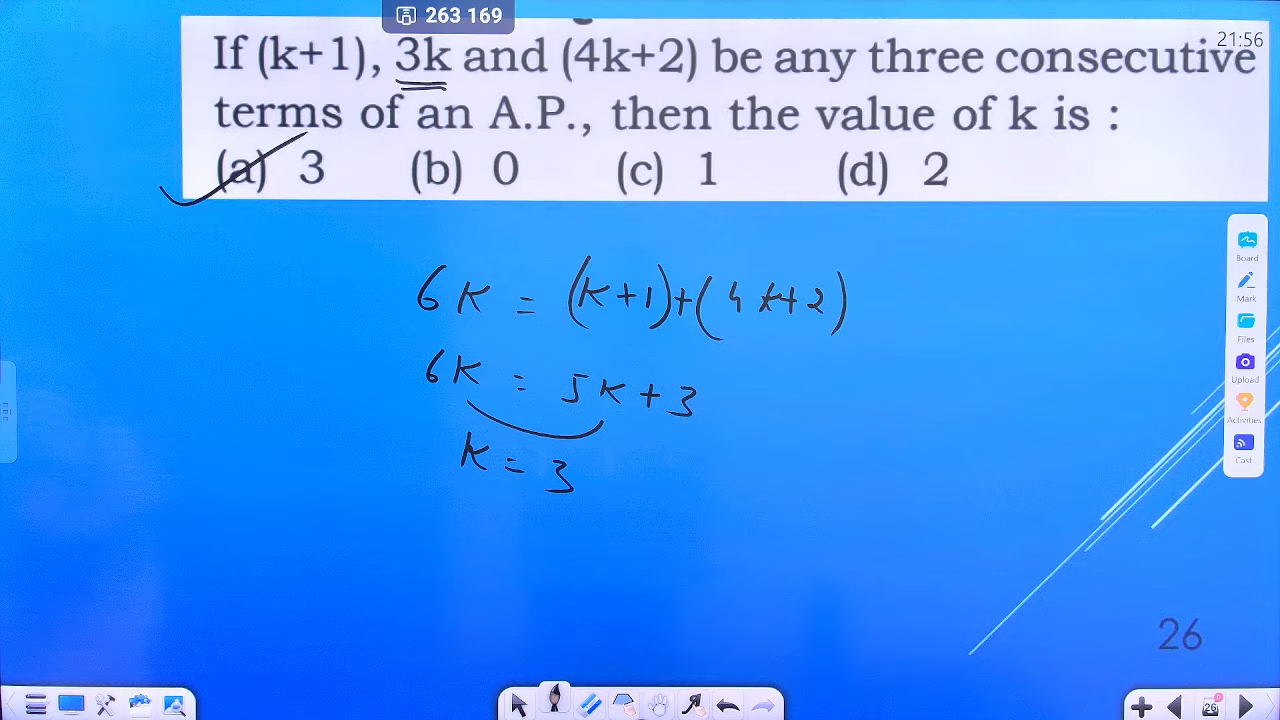 263 169
21:56
If (k+1), 3k and (4k+2) be any three consecutive
terms of an A.P., then the value of k is :
(a) 3 (b) 0 (c) 1 (d) 2
6K = (K+1)+(4K+2)
6K = 5K+3
K = 3
Board
Mark
Files
Upload
Activities
Cast
26
26